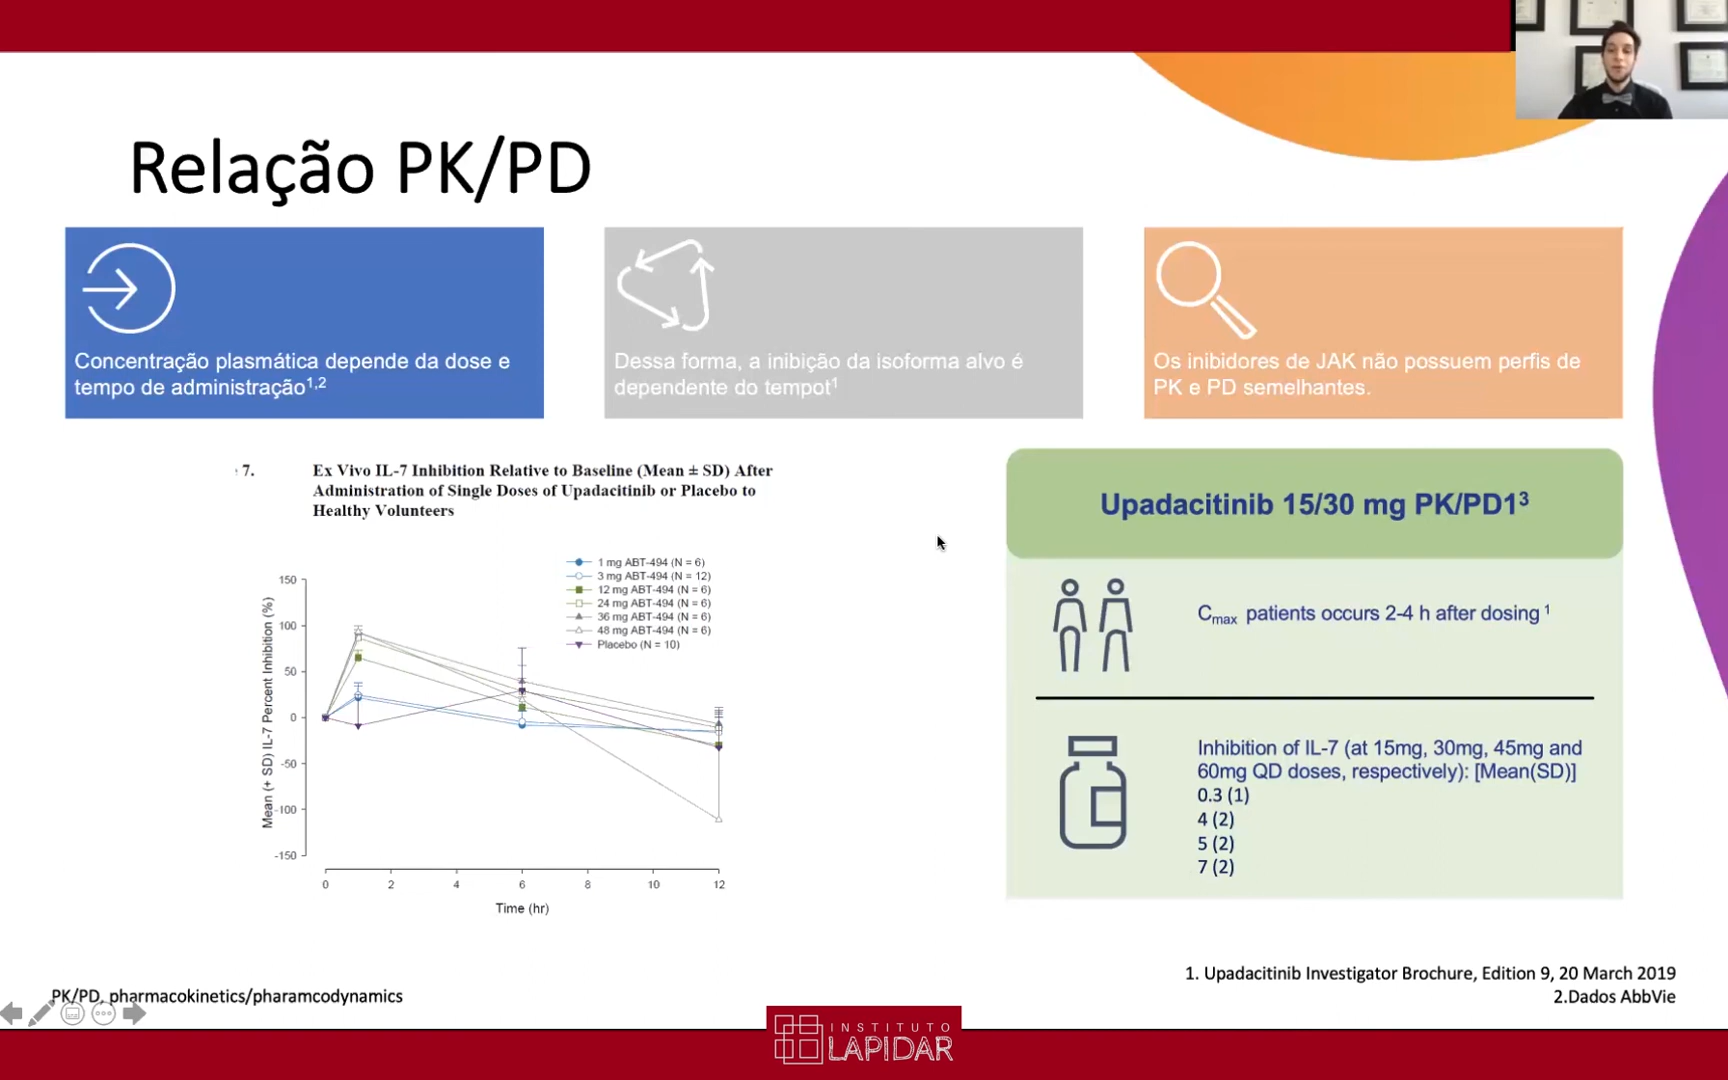 Relação PK/PD
Concentração plasmática depende da dose e
tempo de administração1,2
Dessa forma, a inibição da isoforma alvo é
dependente do tempot1
Os inibidores de JAK não possuem perfis de
PK e PD semelhantes.
7.
Ex Vivo IL-7 Inhibition Relative to Baseline (Mean ± SD) After
Administration of Single Doses of Upadacitinib or Placebo to
Healthy Volunteers
1 mg ABT-494 (N = 6)
3 mg ABT-494 (N = 12)
12 mg ABT-494 (N = 6)
24 mg ABT-494 (N = 6)
36 mg ABT-494 (N = 6)
48 mg ABT-494 (N = 6)
Placebo (N = 10)
Mean (+ SD) IL-7 Percent Inhibition (%)
150
100
50
0
-50
-100
-150
0 2 4 6 8 10 12
Time (hr)
Upadacitinib 15/30 mg PK/PD13
Cmax patients occurs 2-4 h after dosing 1
Inhibition of IL-7 (at 15mg, 30mg, 45mg and
60mg QD doses, respectively): [Mean(SD)]
0.3 (1)
4 (2)
5 (2)
7 (2)
1. Upadacitinib Investigator Brochure, Edition 9, 20 March 2019
2.Dados AbbVie
PK/PD, pharmacokinetics/pharamcodynamics
INSTITUTO
LAPIDAR